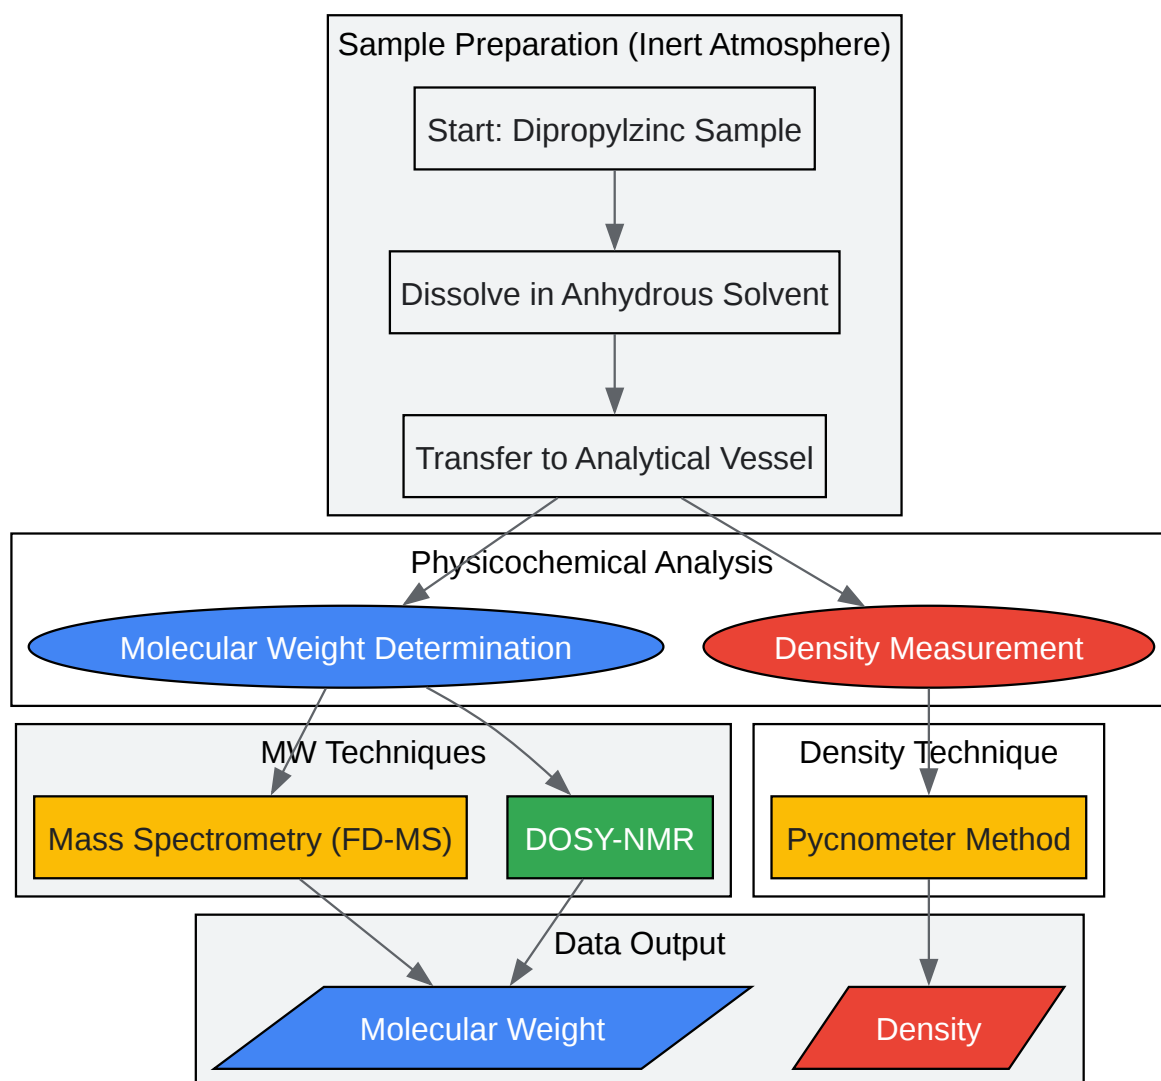 Sample Preparation (Inert Atmosphere)
Start: Dipropylzinc Sample
Dissolve in Anhydrous Solvent
Transfer to Analytical Vessel
Physicochemical Analysis
Molecular Weight Determination
Density Measurement
MW Techniques
Density Technique
Mass Spectrometry (FD-MS)
DOSY-NMR
Pycnometer Method
Data Output
Molecular Weight
Density